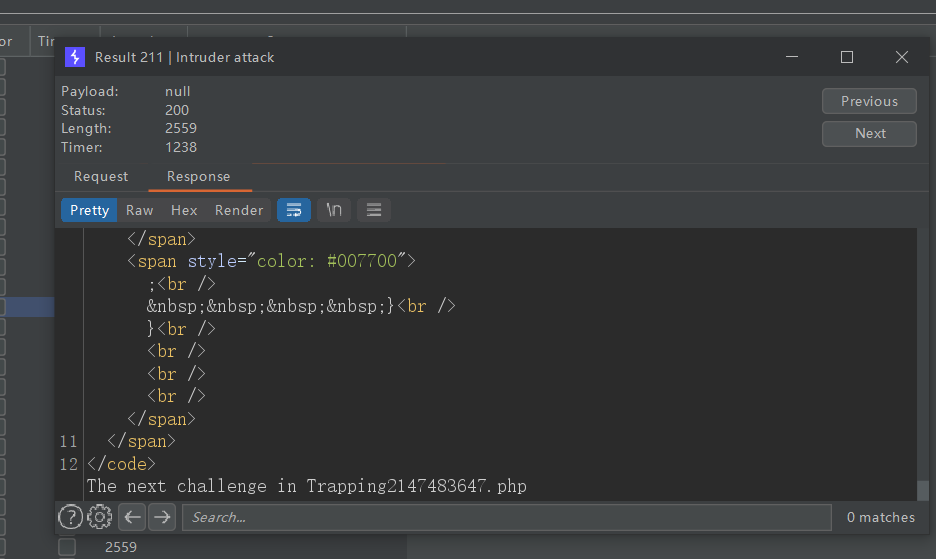 or
Tir
Result 211 | Intruder attack
Payload: null
Status: 200
Length: 2559
Timer: 1238
Previous
Next
Request Response
Pretty Raw Hex Render \n
</span>
<span style="color: #007700">
;<br />
&nbsp;&nbsp;&nbsp;&nbsp;}<br />
}<br />
<br />
<br />
<br />
</span>
11 </span>
12 </code>
The next challenge in Trapping2147483647.php
? Search... 0 matches
2559